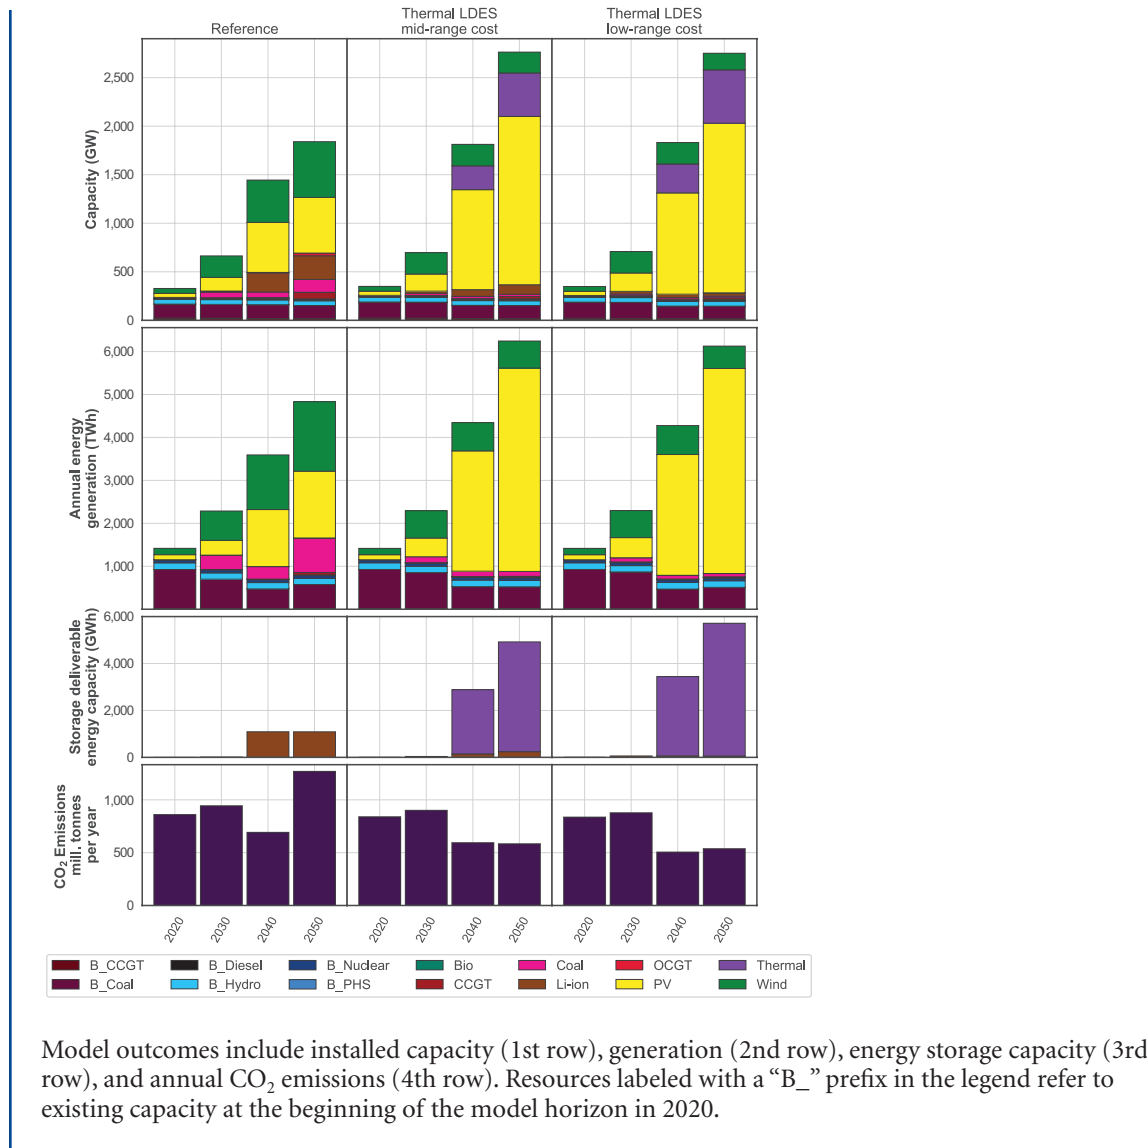 Reference
Thermal LDES
mid-range cost
Thermal LDES
low-range cost
Capacity (GW)
2,500
2,000
1,500
1,000
500
0
Annual energy
generation (TWh)
6,000
5,000
4,000
3,000
2,000
1,000
Storage deliverable
energy capacity (GWh)
6,000
4,000
2,000
0
CO2 Emissions
mill. tonnes
per year
1,000
500
0
2020 2030 2040 2050 2020 2030 2040 2050 2020 2030 2040 2050
B_CCGT B_Diesel B_Nuclear Bio Coal OCGT Thermal
B_Coal B_Hydro B_PHS CCGT Li-ion PV Wind
Model outcomes include installed capacity (1st row), generation (2nd row), energy storage capacity (3rd
row), and annual CO2 emissions (4th row). Resources labeled with a “B_” prefix in the legend refer to
existing capacity at the beginning of the model horizon in 2020.